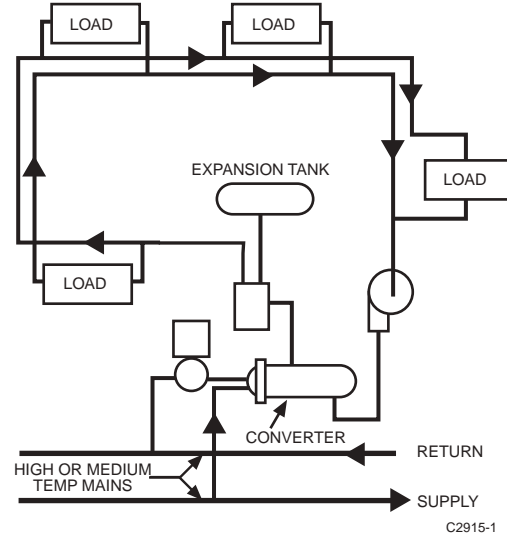 LOAD
LOAD
EXPANSION TANK
LOAD
LOAD
CONVERTER
RETURN
HIGH OR MEDIUM
TEMP MAINS
SUPPLY
C2915-1